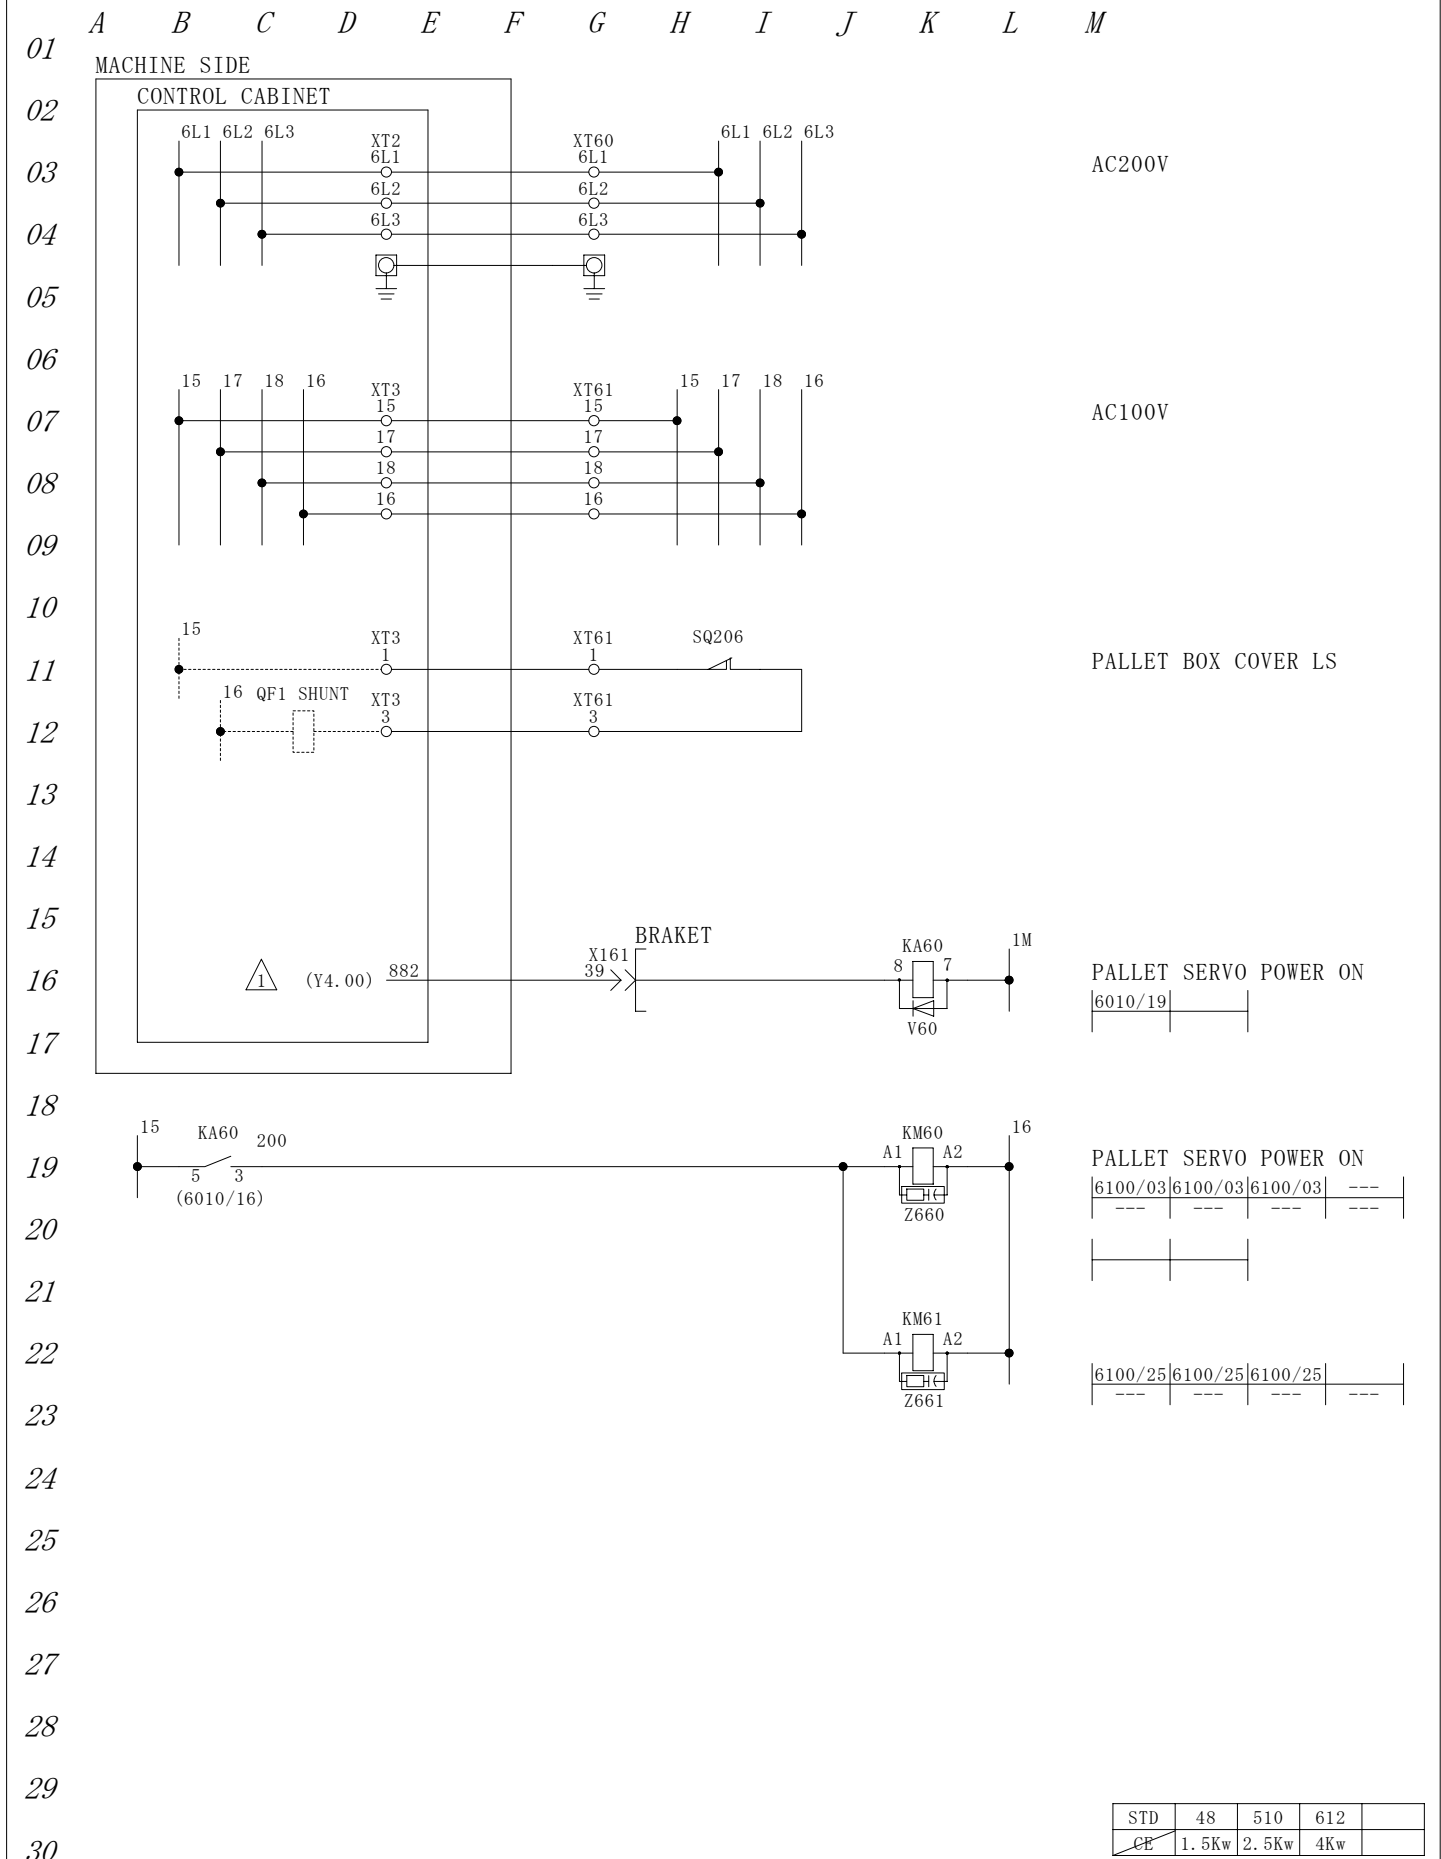 A B C D E F G H I J K L M
01
MACHINE SIDE
CONTROL CABINET
02
6L1 6L2 6L3 XT2 XT60 6L1 6L2 6L3
6L1 6L1
03 AC200V
6L2 6L2
6L3 6L3
04
05
06
15 17 18 16 XT3 XT61 15 17 18 16
15 15
07 AC100V
17 17
18 18
08
16 16
09
10
15 XT3 XT61 SQ206
1 1
11 PALLET BOX COVER LS
16 QF1 SHUNT XT3 XT61
3 3
12
13
14
15
BRAKET
X161 KA60 1M
16 1 (Y4.00) 882 39 8 7 PALLET SERVO POWER ON
6010/19
V60
17
18
15 KA60 200 KM60 16
A1 A2
19 PALLET SERVO POWER ON
5 3
(6010/16) 6100/03 6100/03 6100/03 ---
--- --- --- ---
Z660
20
21
KM61
A1 A2
22
6100/25 6100/25 6100/25
--- --- --- ---
Z661
23
24
25
26
27
28
29
STD 48 510 612
30 CE 1.5Kw 2.5Kw 4Kw